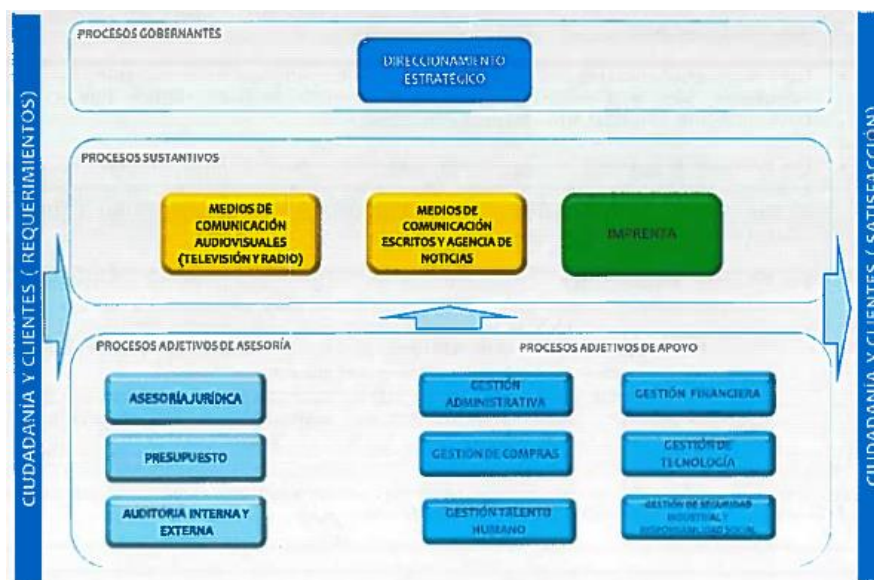 CIUDADANÍA Y CLIENTES ( REQUERIMIENTOS)
PROCESOS GOBERNANTES
DIRECCIONAMIENTO
ESTRATÉGICO
PROCESOS SUSTANTIVOS
MEDIOS DE
COMUNICACIÓN
AUDIOVISUALES
(TELEVISIÓN Y RADIO)
MEDIOS DE
COMUNICACIÓN
ESCRITOS Y AGENCIA DE
NOTICIAS
IMPRENTA
PROCESOS ADJETIVOS DE ASESORÍA
ASESORÍA JURÍDICA
PRESUPUESTO
AUDITORIA INTERNA Y
EXTERNA
PROCESOS ADJETIVOS DE APOYO
GESTIÓN
ADMINISTRATIVA
GESTIÓN FINANCIERA
GESTIÓN DE COMPRAS
GESTIÓN DE
TECNOLOGÍA
GESTIÓN TALENTO
HUMANO
GESTIÓN DE SEGURIDAD
INDUSTRIAL Y
RESPONSABILIDAD SOCIAL
CIUDADANÍA Y CLIENTES ( SATISFACCIÓN)